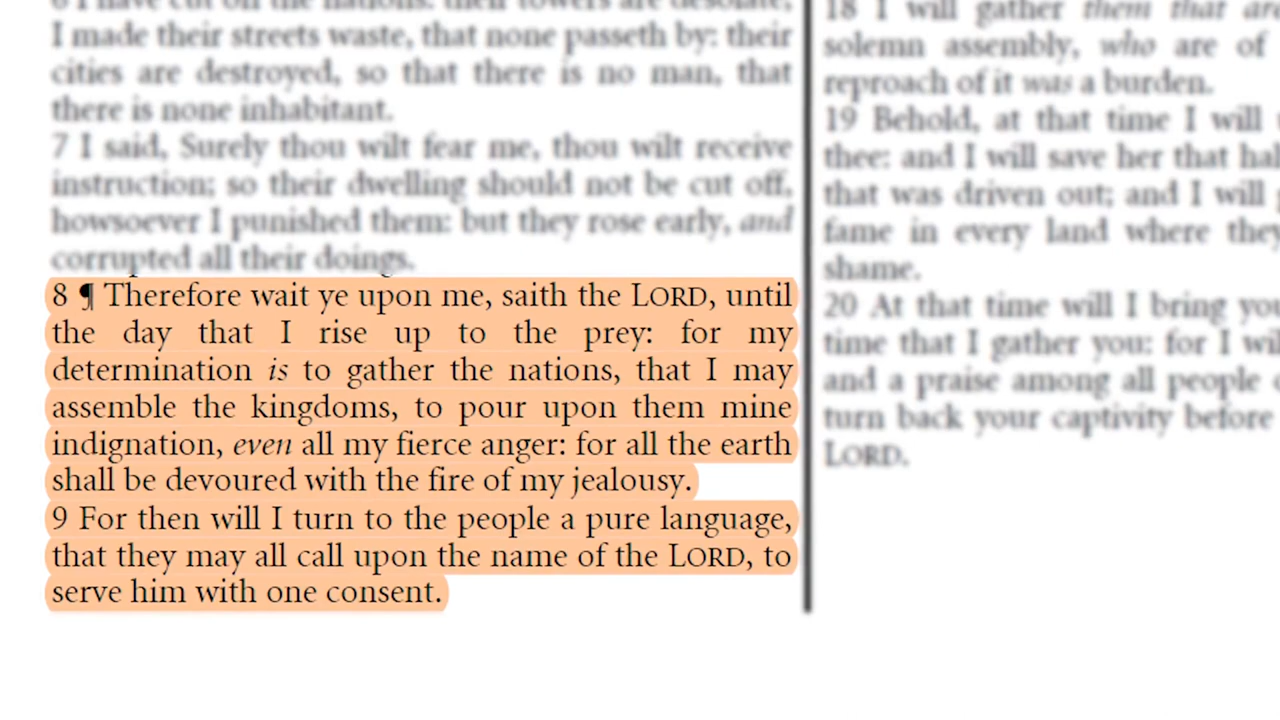 6 I have cut off the nations: their towers are desolate;
I made their streets waste, that none passeth by: their
cities are destroyed, so that there is no man, that
there is none inhabitant.
7 I said, Surely thou wilt fear me, thou wilt receive
instruction; so their dwelling should not be cut off,
howsoever I punished them: but they rose early, and
corrupted all their doings.
8 ¶ Therefore wait ye upon me, saith the LORD, until
the day that I rise up to the prey: for my
determination is to gather the nations, that I may
assemble the kingdoms, to pour upon them mine
indignation, even all my fierce anger: for all the earth
shall be devoured with the fire of my jealousy.
9 For then will I turn to the people a pure language,
that they may all call upon the name of the LORD, to
serve him with one consent.
18 I will gather them that are
solemn assembly, who are of
reproach of it was a burden.
19 Behold, at that time I will
thee: and I will save her that hal
that was driven out; and I will
fame in every land where they
shame.
20 At that time will I bring you
time that I gather you: for I wil
and a praise among all people
turn back your captivity before
LORD.